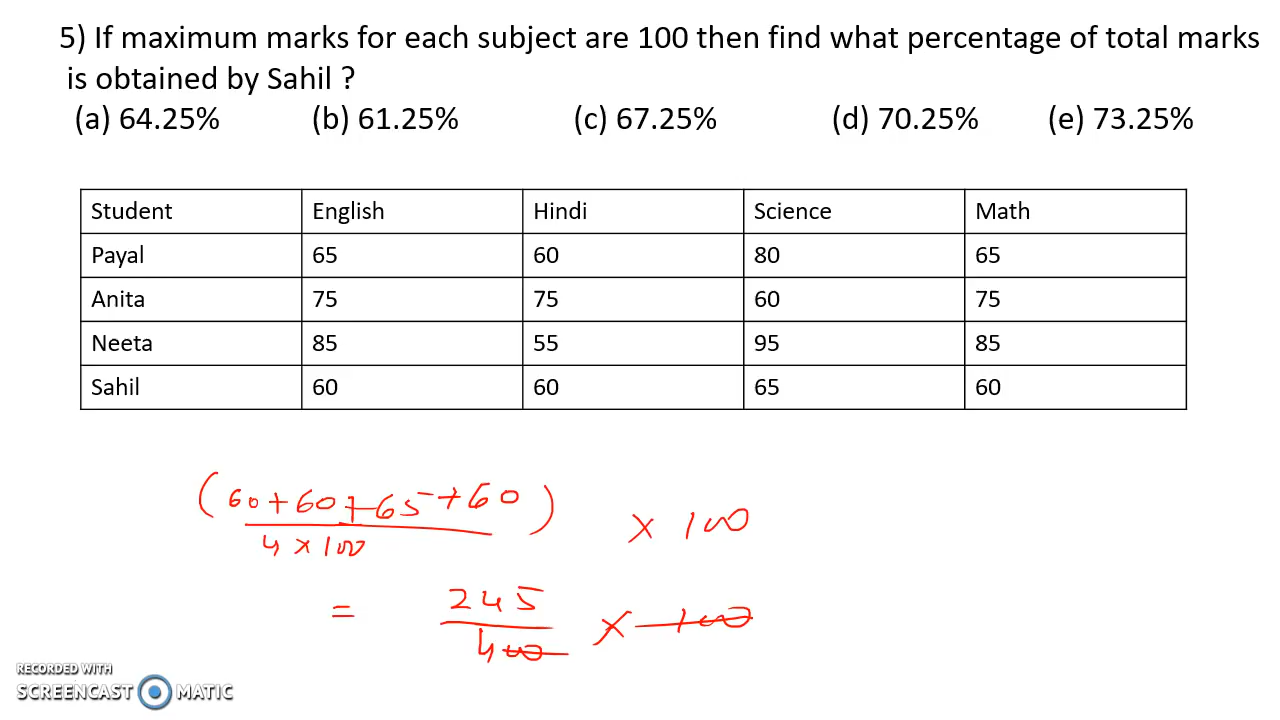 5) If maximum marks for each subject are 100 then find what percentage of total marks
is obtained by Sahil ?
(a) 64.25% (b) 61.25% (c) 67.25% (d) 70.25% (e) 73.25%
Student English Hindi Science Math
Payal 65 60 80 65
Anita 75 75 60 75
Neeta 85 55 95 85
Sahil 60 60 65 60
(60+60+65+60) × 100
4 × 100
= 245 × 100
400
RECORDED WITH
SCREENCAST MATIC